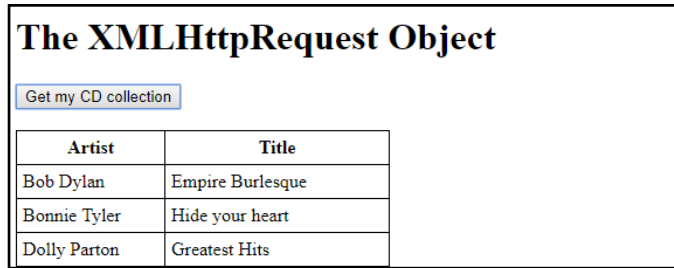 The XMLHttpRequest Object
Get my CD collection
Artist Title
Bob Dylan Empire Burlesque
Bonnie Tyler Hide your heart
Dolly Parton Greatest Hits